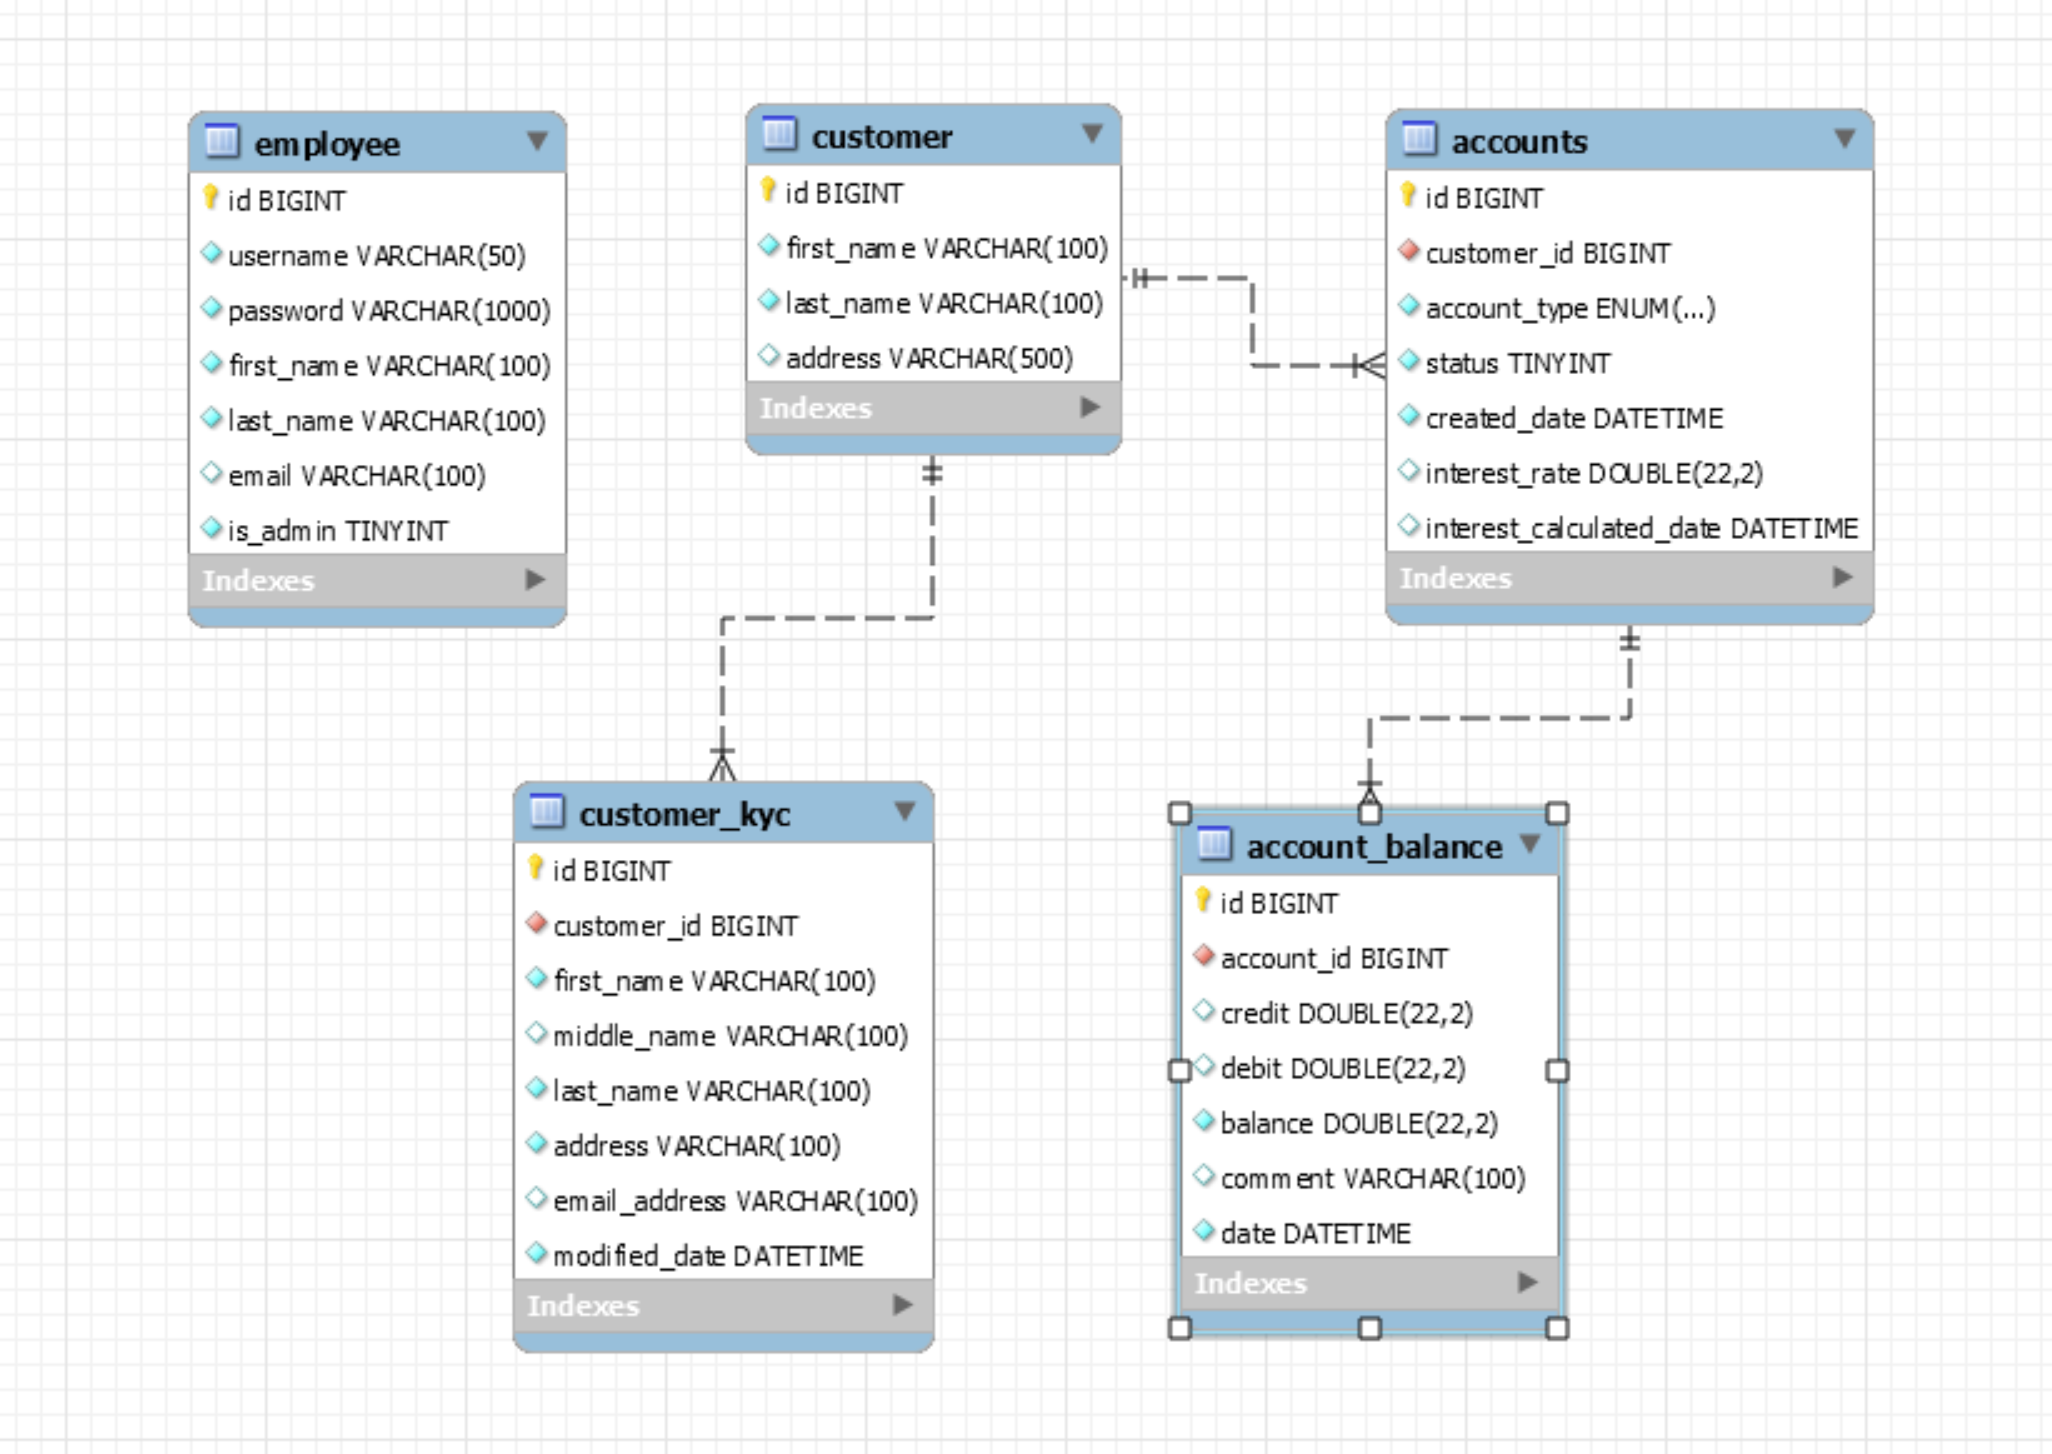 employee
id BIGINT
username VARCHAR(50)
password VARCHAR(1000)
first_name VARCHAR(100)
last_name VARCHAR(100)
email VARCHAR(100)
is_admin TINYINT
Indexes
customer
id BIGINT
first_name VARCHAR(100)
last_name VARCHAR(100)
address VARCHAR(500)
Indexes
accounts
id BIGINT
customer_id BIGINT
account_type ENUM(...)
status TINYINT
created_date DATETIME
interest_rate DOUBLE(22,2)
interest_calculated_date DATETIME
Indexes
customer_kyc
id BIGINT
customer_id BIGINT
first_name VARCHAR(100)
middle_name VARCHAR(100)
last_name VARCHAR(100)
address VARCHAR(100)
email_address VARCHAR(100)
modified_date DATETIME
Indexes
account_balance
id BIGINT
account_id BIGINT
credit DOUBLE(22,2)
debit DOUBLE(22,2)
balance DOUBLE(22,2)
comment VARCHAR(100)
date DATETIME
Indexes